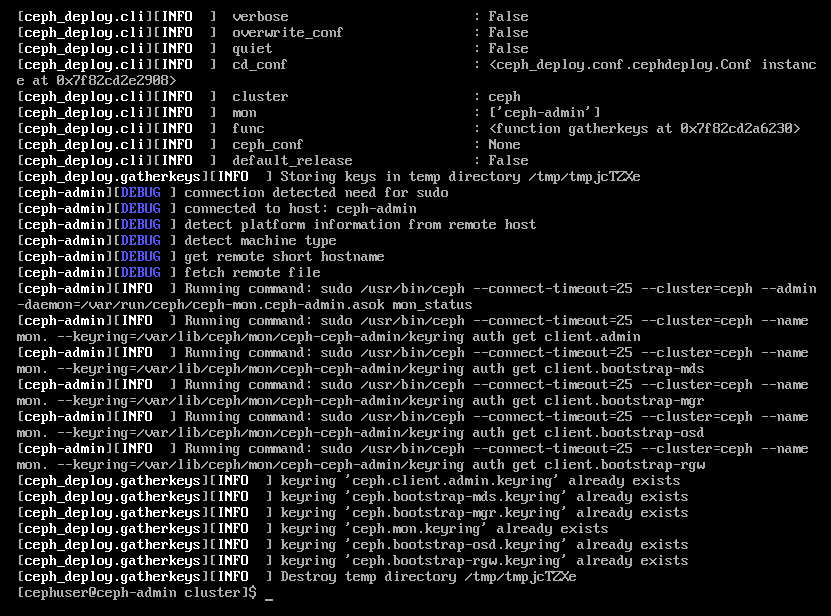 [ceph_deploy.cli][INFO  ]  verbose                       : False
[ceph_deploy.cli][INFO  ]  overwrite_conf                : False
[ceph_deploy.cli][INFO  ]  quiet                         : False
[ceph_deploy.cli][INFO  ]  cd_conf                       : <ceph_deploy.conf.cephdeploy.Conf instanc
e at 0x7f82cd2e2908>
[ceph_deploy.cli][INFO  ]  cluster                       : ceph
[ceph_deploy.cli][INFO  ]  mon                           : ['ceph-admin']
[ceph_deploy.cli][INFO  ]  func                          : <function gatherkeys at 0x7f82cd2a6230>
[ceph_deploy.cli][INFO  ]  ceph_conf                     : None
[ceph_deploy.cli][INFO  ]  default_release               : False
[ceph_deploy.gatherkeys][INFO  ] Storing keys in temp directory /tmp/tmpjcTZXe
[ceph-admin][DEBUG ] connection detected need for sudo
[ceph-admin][DEBUG ] connected to host: ceph-admin
[ceph-admin][DEBUG ] detect platform information from remote host
[ceph-admin][DEBUG ] detect machine type
[ceph-admin][DEBUG ] get remote short hostname
[ceph-admin][DEBUG ] fetch remote file
[ceph-admin][INFO  ] Running command: sudo /usr/bin/ceph --connect-timeout=25 --cluster=ceph --admin
-daemon=/var/run/ceph/ceph-mon.ceph-admin.asok mon_status
[ceph-admin][INFO  ] Running command: sudo /usr/bin/ceph --connect-timeout=25 --cluster=ceph --name
mon. --keyring=/var/lib/ceph/mon/ceph-ceph-admin/keyring auth get client.admin
[ceph-admin][INFO  ] Running command: sudo /usr/bin/ceph --connect-timeout=25 --cluster=ceph --name
mon. --keyring=/var/lib/ceph/mon/ceph-ceph-admin/keyring auth get client.bootstrap-mds
[ceph-admin][INFO  ] Running command: sudo /usr/bin/ceph --connect-timeout=25 --cluster=ceph --name
mon. --keyring=/var/lib/ceph/mon/ceph-ceph-admin/keyring auth get client.bootstrap-mgr
[ceph-admin][INFO  ] Running command: sudo /usr/bin/ceph --connect-timeout=25 --cluster=ceph --name
mon. --keyring=/var/lib/ceph/mon/ceph-ceph-admin/keyring auth get client.bootstrap-osd
[ceph-admin][INFO  ] Running command: sudo /usr/bin/ceph --connect-timeout=25 --cluster=ceph --name
mon. --keyring=/var/lib/ceph/mon/ceph-ceph-admin/keyring auth get client.bootstrap-rgw
[ceph_deploy.gatherkeys][INFO  ] keyring 'ceph.client.admin.keyring' already exists
[ceph_deploy.gatherkeys][INFO  ] keyring 'ceph.bootstrap-mds.keyring' already exists
[ceph_deploy.gatherkeys][INFO  ] keyring 'ceph.bootstrap-mgr.keyring' already exists
[ceph_deploy.gatherkeys][INFO  ] keyring 'ceph.mon.keyring' already exists
[ceph_deploy.gatherkeys][INFO  ] keyring 'ceph.bootstrap-osd.keyring' already exists
[ceph_deploy.gatherkeys][INFO  ] keyring 'ceph.bootstrap-rgw.keyring' already exists
[ceph_deploy.gatherkeys][INFO  ] Destroy temp directory /tmp/tmpjcTZXe
[cephuser@ceph-admin cluster]$ _